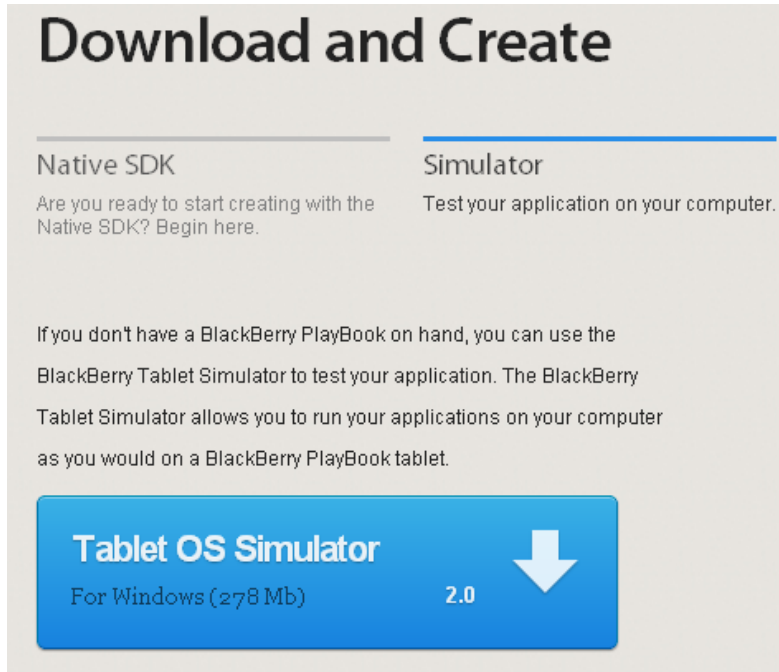 Download and Create
Native SDK
Are you ready to start creating with the
Native SDK? Begin here.
Simulator
Test your application on your computer.
If you don't have a BlackBerry PlayBook on hand, you can use the
BlackBerry Tablet Simulator to test your application. The BlackBerry
Tablet Simulator allows you to run your applications on your computer
as you would on a BlackBerry PlayBook tablet.
Tablet OS Simulator
For Windows (278 Mb) 2.0